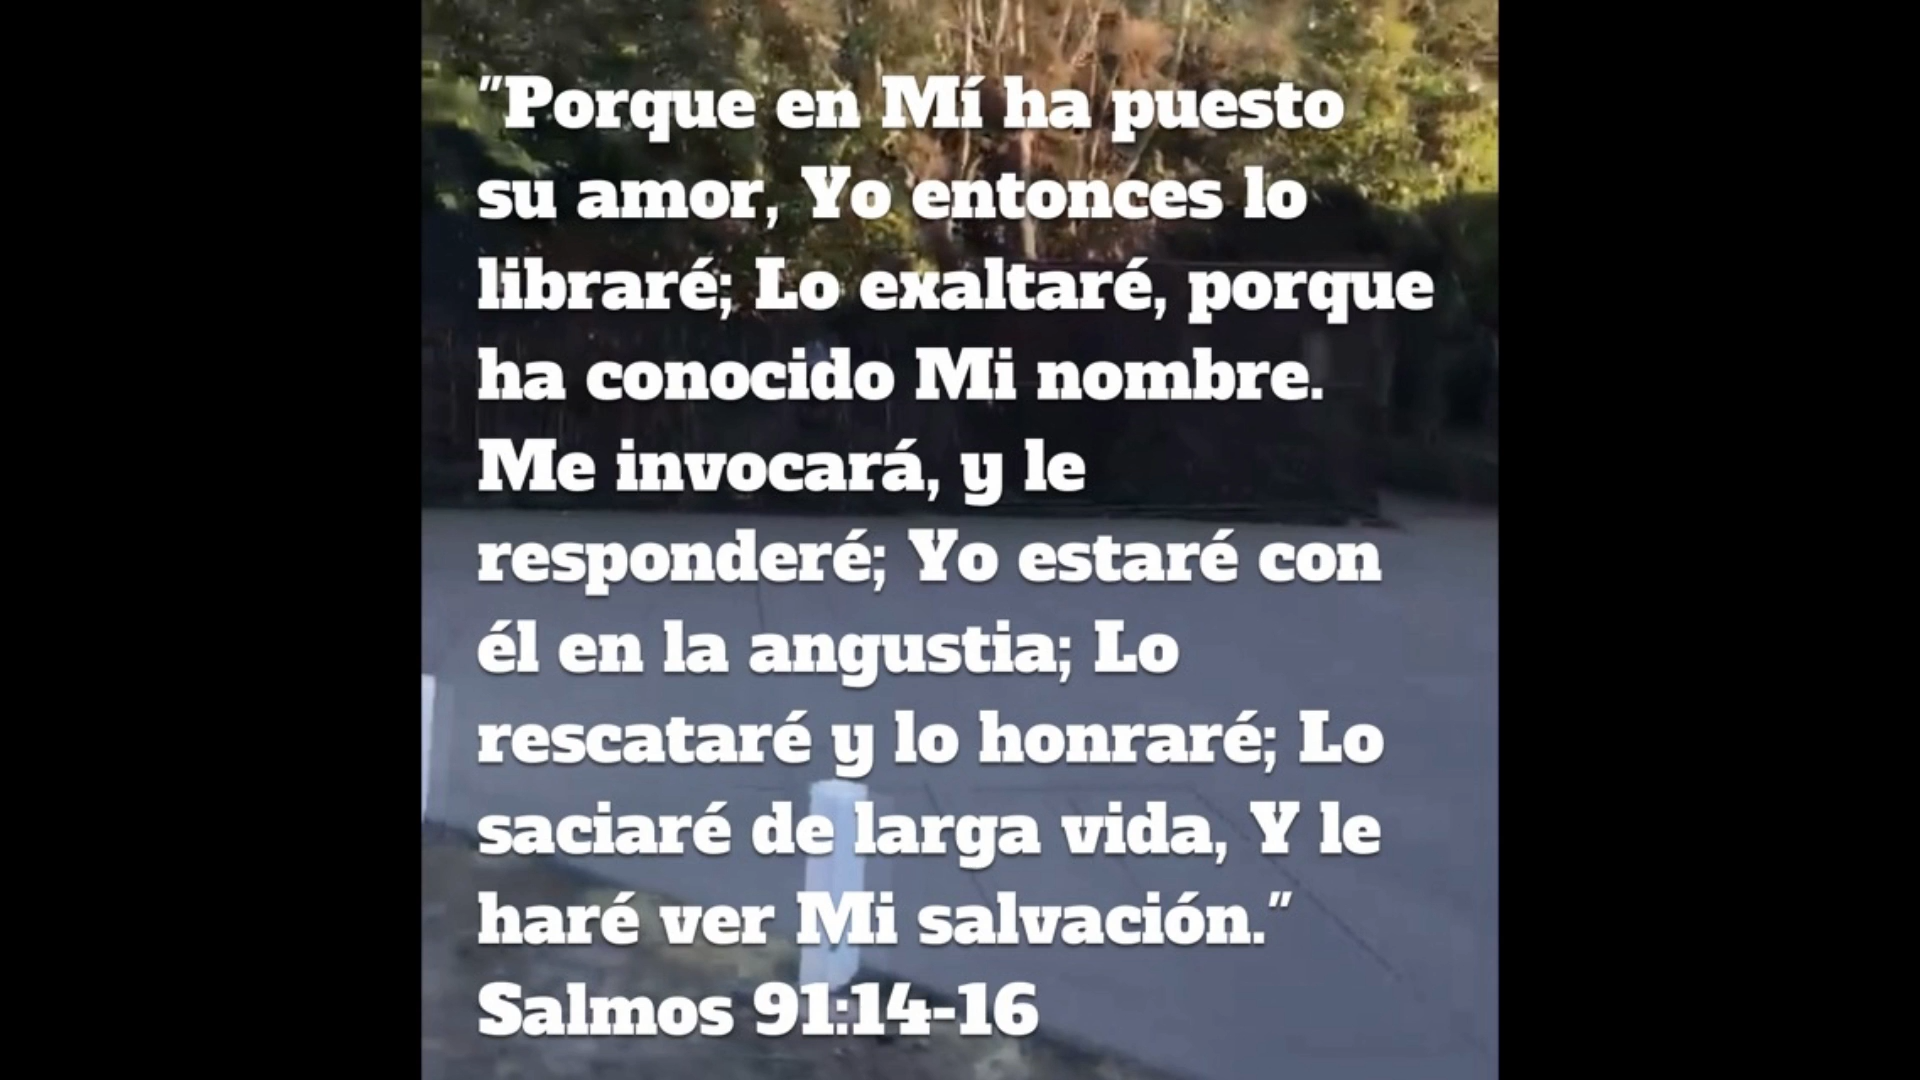 "Porque en Mí ha puesto
su amor, Yo entonces lo
libraré; Lo exaltaré, porque
ha conocido Mi nombre.
Me invocará, y le
responderé; Yo estaré con
él en la angustia; Lo
rescataré y lo honraré; Lo
saciaré de larga vida, Y le
haré ver Mi salvación."
Salmos 91:14-16